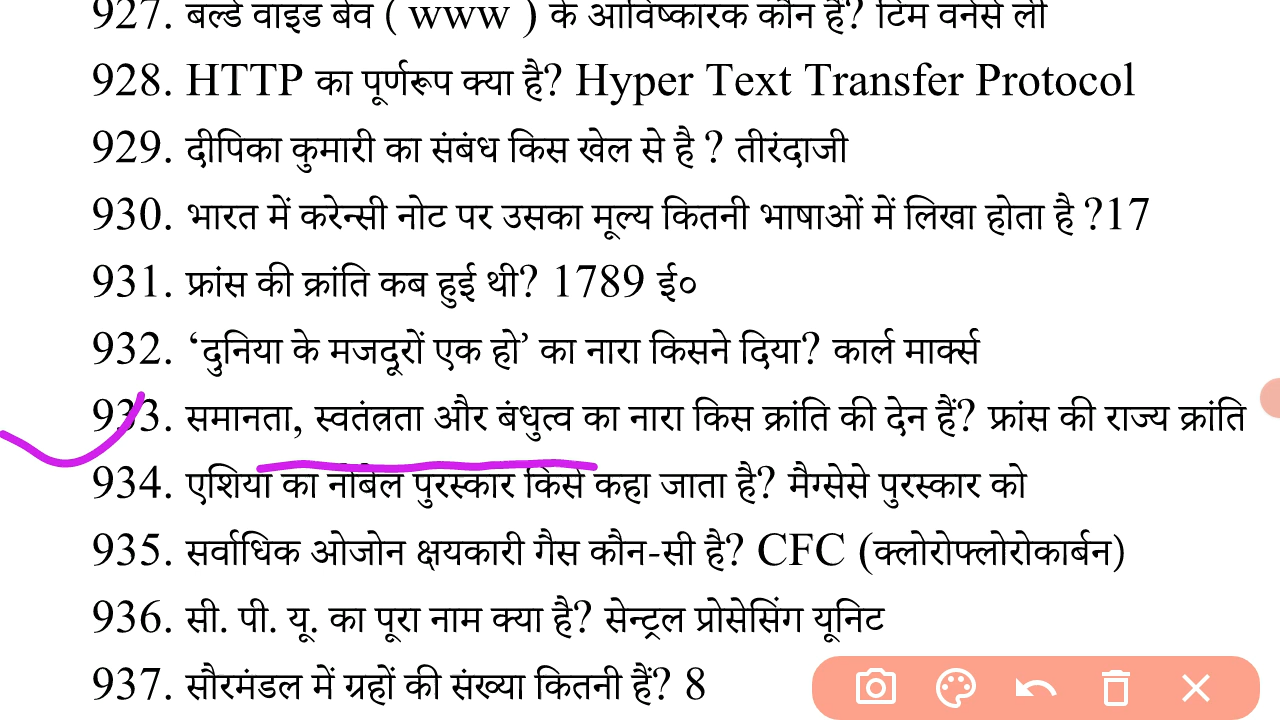 927. बर्ल्ड वाइड बेव ( www ) के आविष्कारक कौन हैं? टिम वर्नर्स ली
928. HTTP का पूर्णरूप क्या है? Hyper Text Transfer Protocol
929. दीपिका कुमारी का संबंध किस खेल से है ? तीरंदाजी
930. भारत में करेन्सी नोट पर उसका मूल्य कितनी भाषाओं में लिखा होता है ?17
931. फ्रांस की क्रांति कब हुई थी? 1789 ई०
932. ‘दुनिया के मजदूरों एक हो’ का नारा किसने दिया? कार्ल मार्क्स
933. समानता, स्वतंत्रता और बंधुत्व का नारा किस क्रांति की देन हैं? फ्रांस की राज्य क्रांति
934. एशिया का नोबेल पुरस्कार किसे कहा जाता है? मैग्सेसे पुरस्कार को
935. सर्वाधिक ओजोन क्षयकारी गैस कौन-सी है? CFC (क्लोरोफ्लोरोकार्बन)
936. सी. पी. यू. का पूरा नाम क्या है? सेन्ट्रल प्रोसेसिंग यूनिट
937. सौरमंडल में ग्रहों की संख्या कितनी हैं? 8